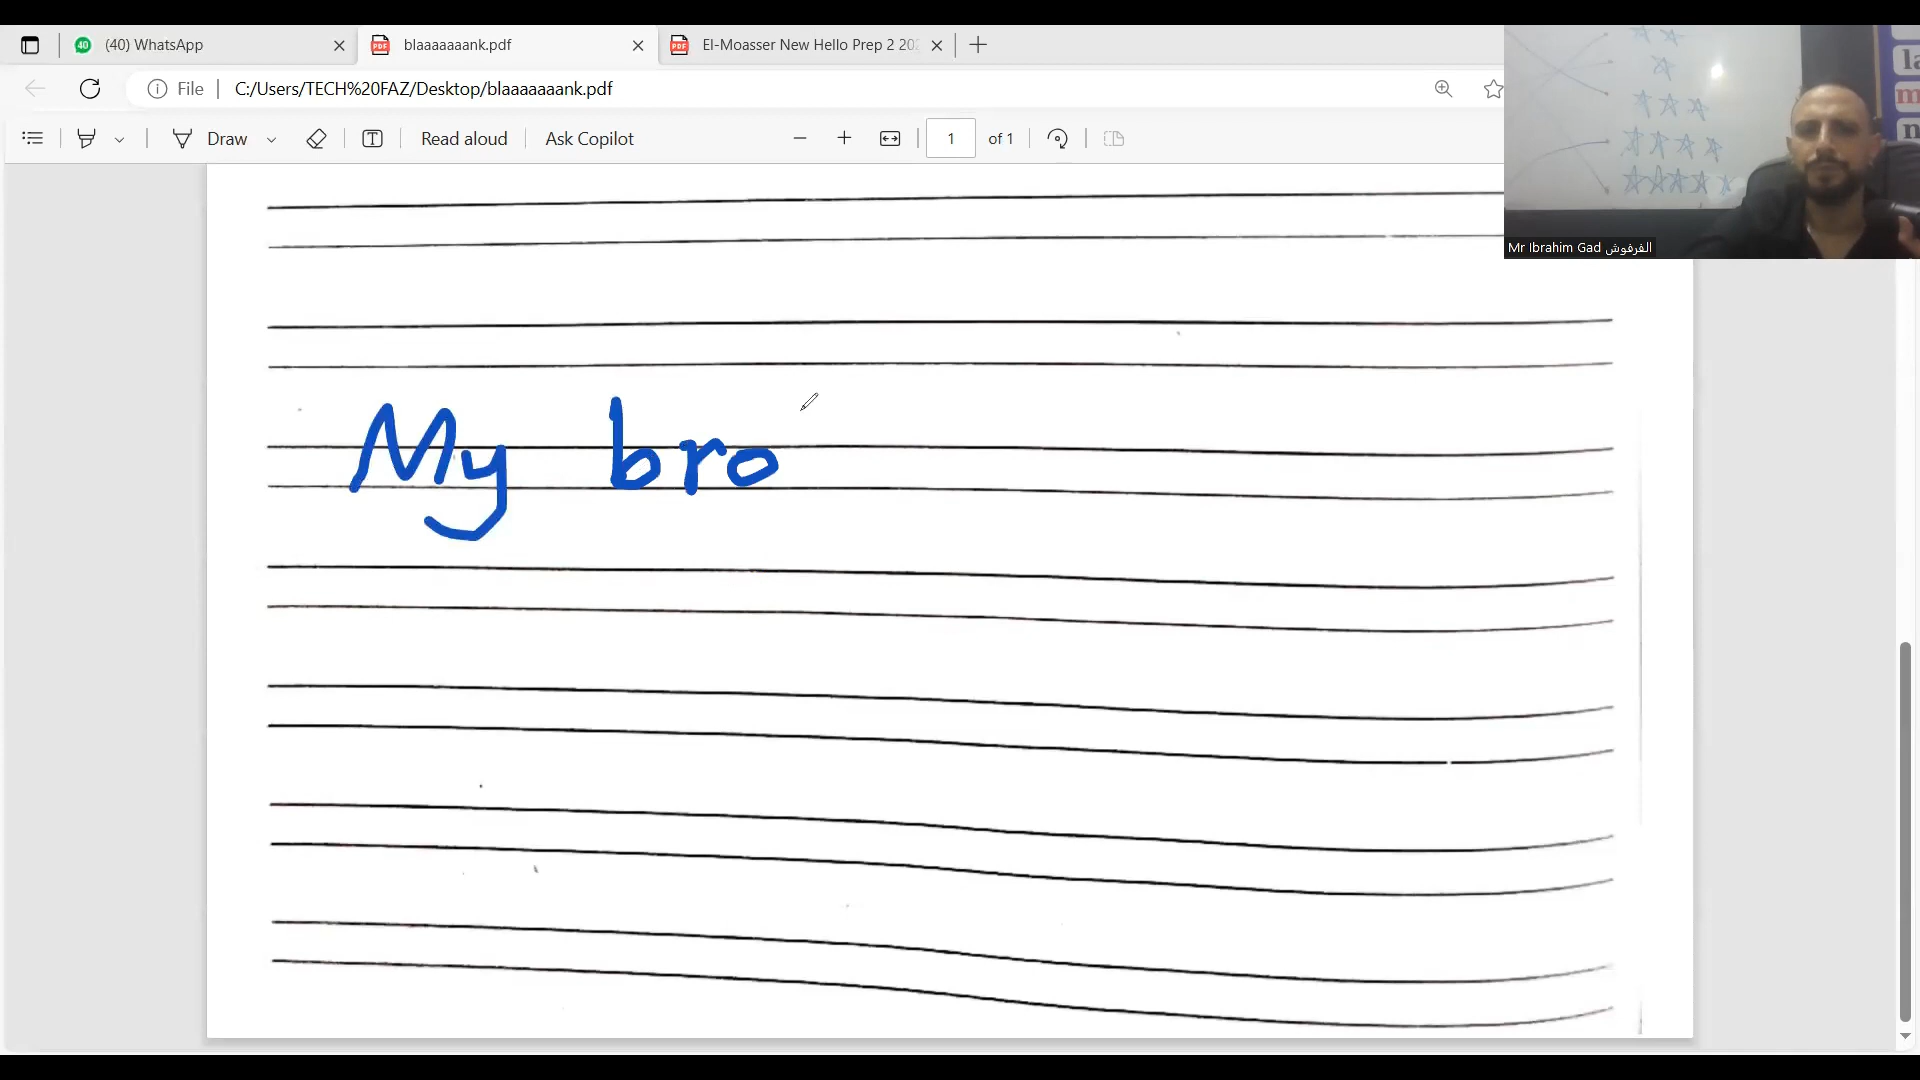 (40) WhatsApp
blaaaaaaank.pdf
El-Moasser New Hello Prep 2 202
File
C:/Users/TECH%20FAZ/Desktop/blaaaaaaank.pdf
Draw
Read aloud
Ask Copilot
1 of 1
Mr Ibrahim Gad الفرفوش
My bro